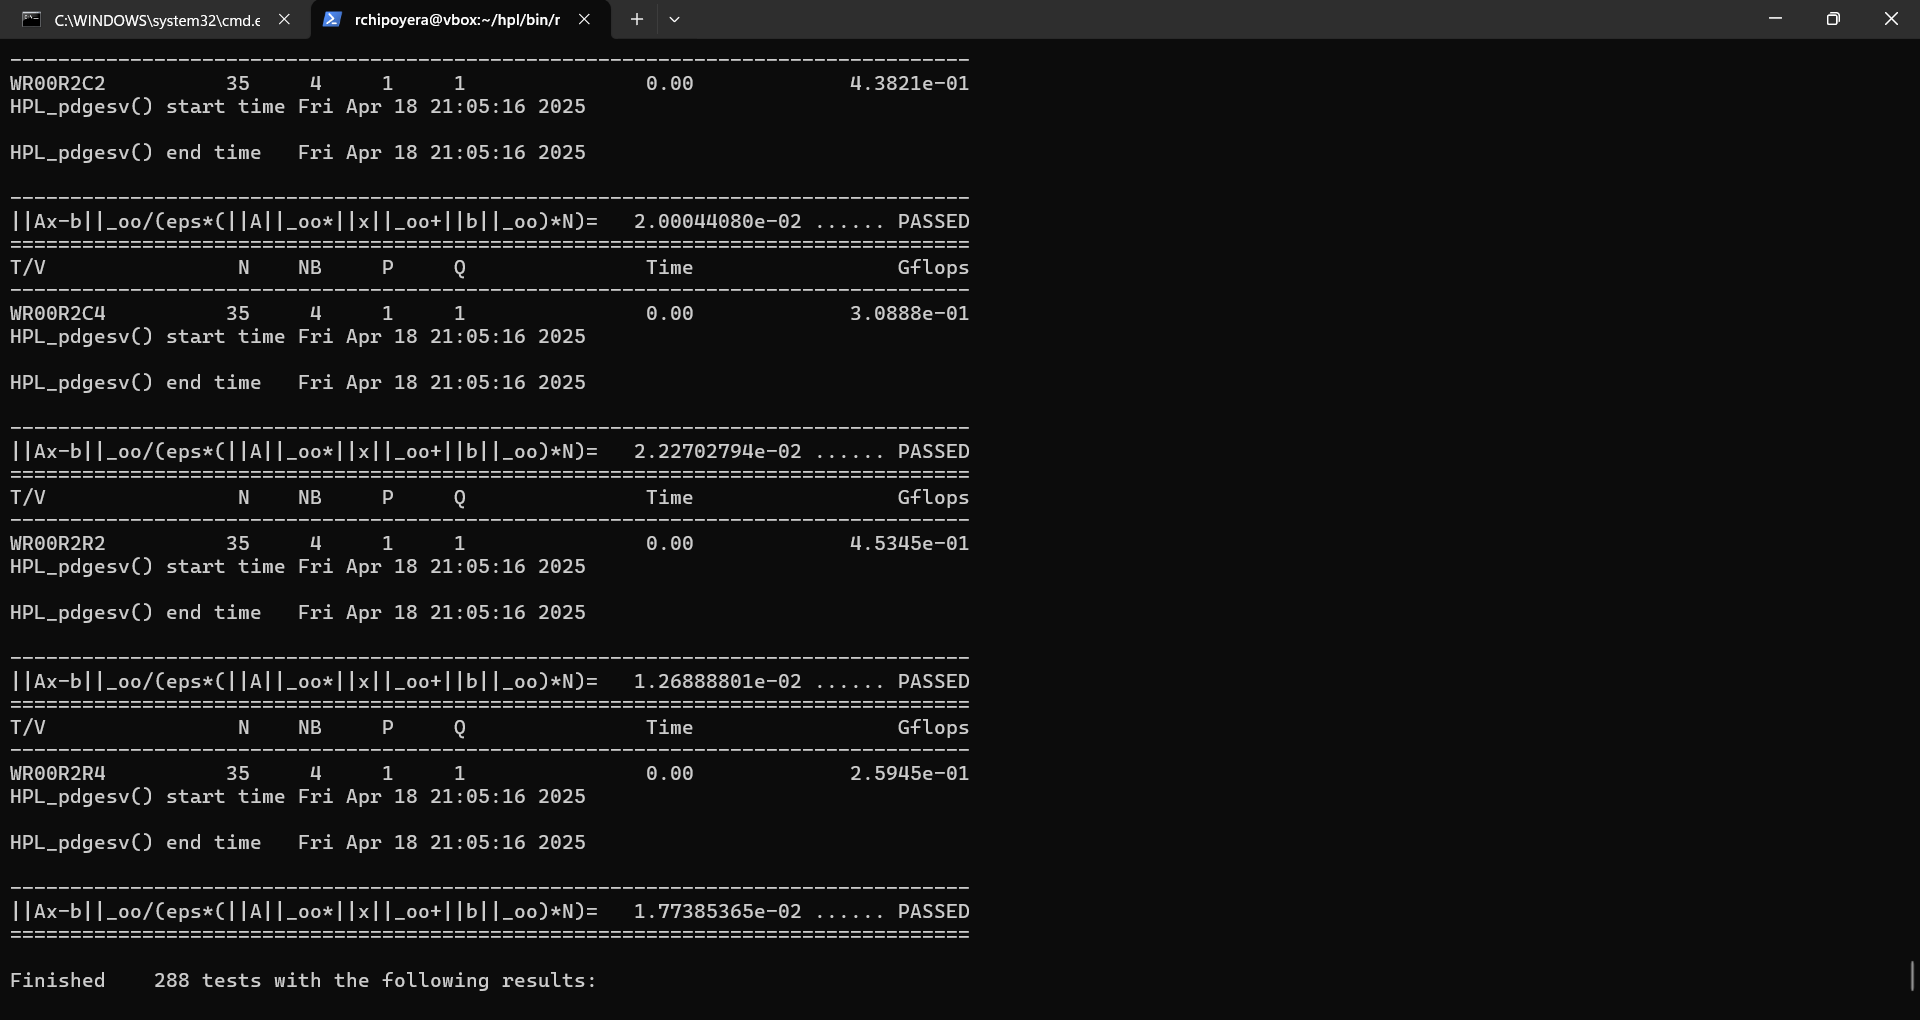 C:\WINDOWS\system32\cmd.e
rchipoyera@vbox:~/hpl/bin/r
--------------------------------------------------------------------------------
WR00R2C2          35     4     1     1               0.00             4.3821e-01
HPL_pdgesv() start time Fri Apr 18 21:05:16 2025
HPL_pdgesv() end time   Fri Apr 18 21:05:16 2025
--------------------------------------------------------------------------------
||Ax-b||_oo/(eps*(||A||_oo*||x||_oo+||b||_oo)*N)=   2.00044080e-02 ...... PASSED
================================================================================
T/V                N    NB     P     Q               Time                 Gflops
--------------------------------------------------------------------------------
WR00R2C4          35     4     1     1               0.00             3.0888e-01
HPL_pdgesv() start time Fri Apr 18 21:05:16 2025
HPL_pdgesv() end time   Fri Apr 18 21:05:16 2025
--------------------------------------------------------------------------------
||Ax-b||_oo/(eps*(||A||_oo*||x||_oo+||b||_oo)*N)=   2.22702794e-02 ...... PASSED
================================================================================
T/V                N    NB     P     Q               Time                 Gflops
--------------------------------------------------------------------------------
WR00R2R2          35     4     1     1               0.00             4.5345e-01
HPL_pdgesv() start time Fri Apr 18 21:05:16 2025
HPL_pdgesv() end time   Fri Apr 18 21:05:16 2025
--------------------------------------------------------------------------------
||Ax-b||_oo/(eps*(||A||_oo*||x||_oo+||b||_oo)*N)=   1.26888801e-02 ...... PASSED
================================================================================
T/V                N    NB     P     Q               Time                 Gflops
--------------------------------------------------------------------------------
WR00R2R4          35     4     1     1               0.00             2.5945e-01
HPL_pdgesv() start time Fri Apr 18 21:05:16 2025
HPL_pdgesv() end time   Fri Apr 18 21:05:16 2025
--------------------------------------------------------------------------------
||Ax-b||_oo/(eps*(||A||_oo*||x||_oo+||b||_oo)*N)=   1.77385365e-02 ...... PASSED
================================================================================
Finished    288 tests with the following results: